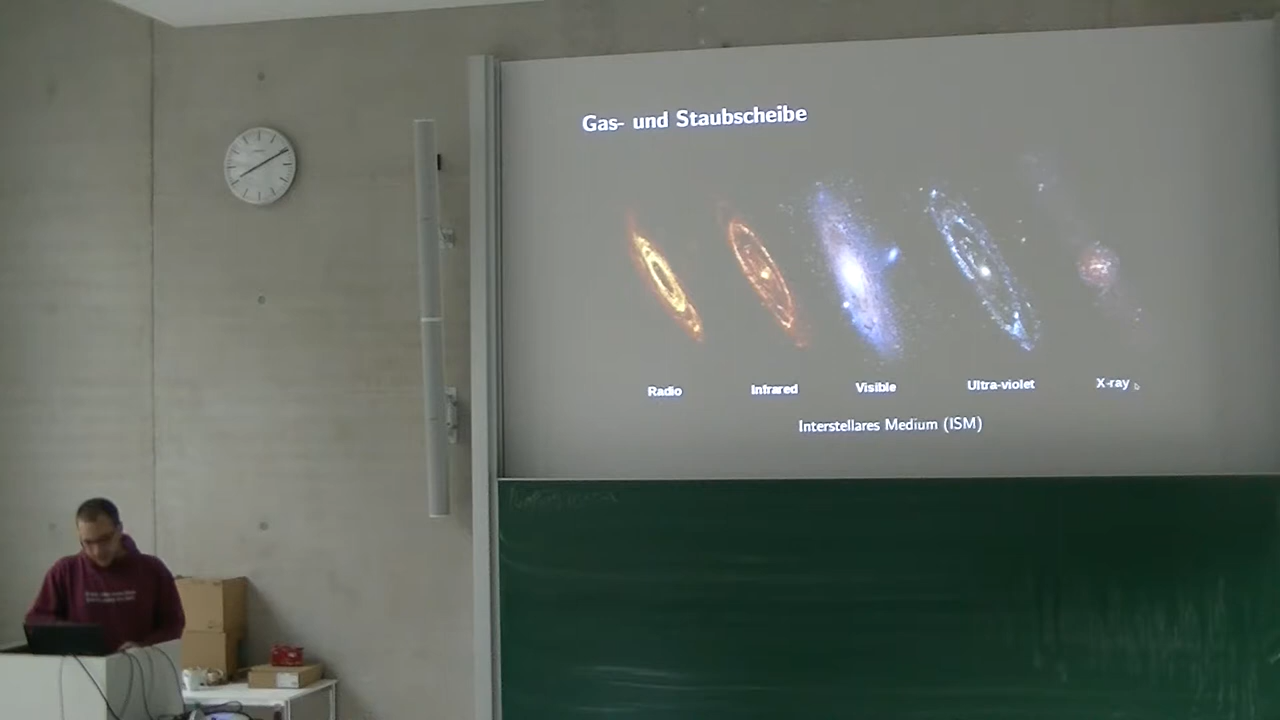 Gas- und Staubscheibe
Radio Infrared Visible Ultra-violet X-ray
Interstellares Medium (ISM)